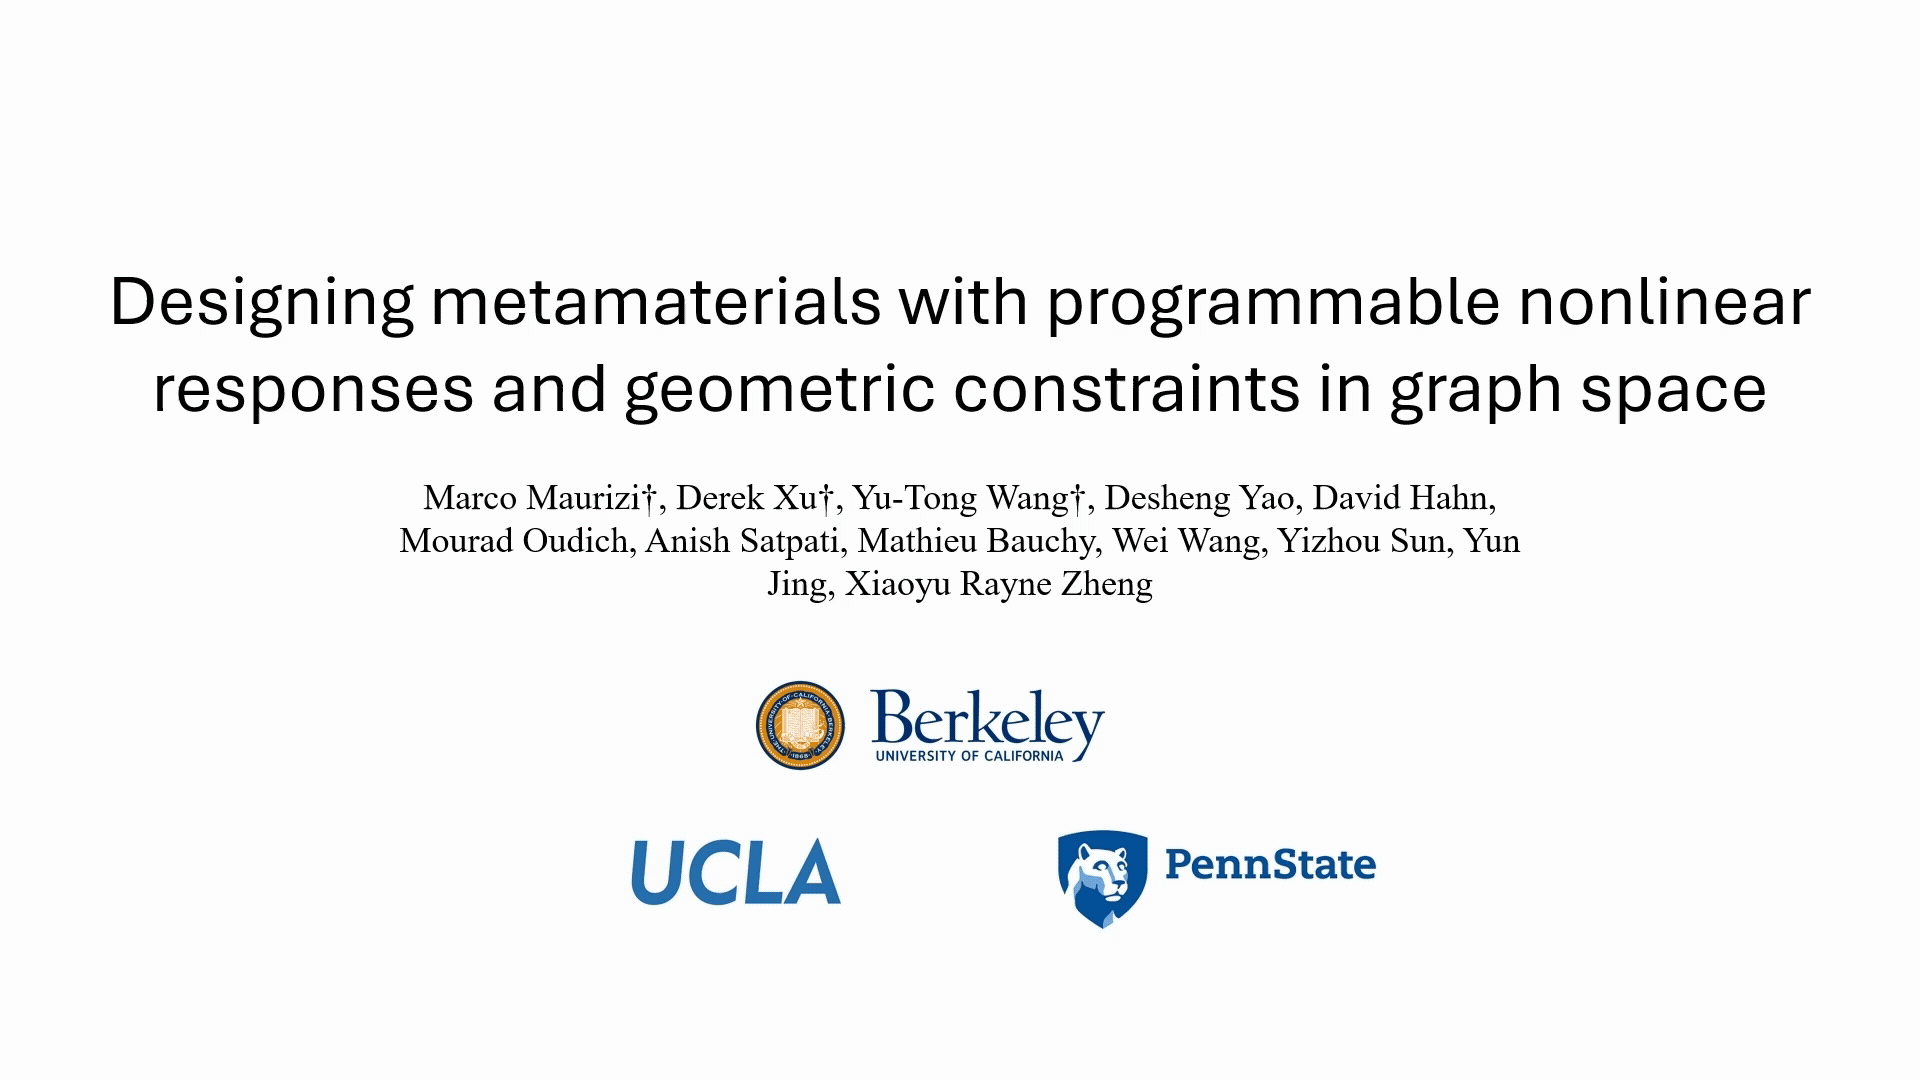 Designing metamaterials with programmable nonlinear
responses and geometric constraints in graph space
Marco Maurizi†, Derek Xu†, Yu-Tong Wang†, Desheng Yao, David Hahn,
Mourad Oudich, Anish Satpati, Mathieu Bauchy, Wei Wang, Yizhou Sun, Yun
Jing, Xiaoyu Rayne Zheng
THE·UNIVERSITY·OF·CALIFORNIA·BERKELEY·
·1868·
Berkeley
UNIVERSITY OF CALIFORNIA
UCLA
PennState